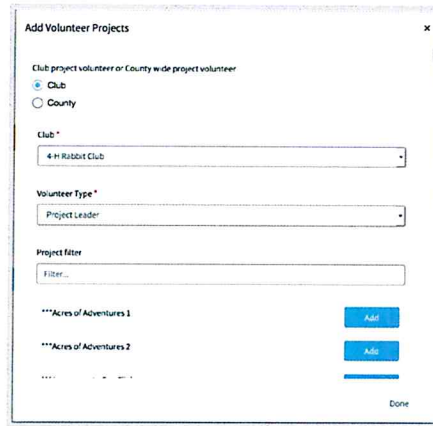 Add Volunteer Projects ×
Club project volunteer or County wide project volunteer
Club
County
Club *
4-H Rabbit Club
Volunteer Type *
Project Leader
Project filter
Filter...
***Acres of Adventures 1 Add
***Acres of Adventures 2 Add
Done